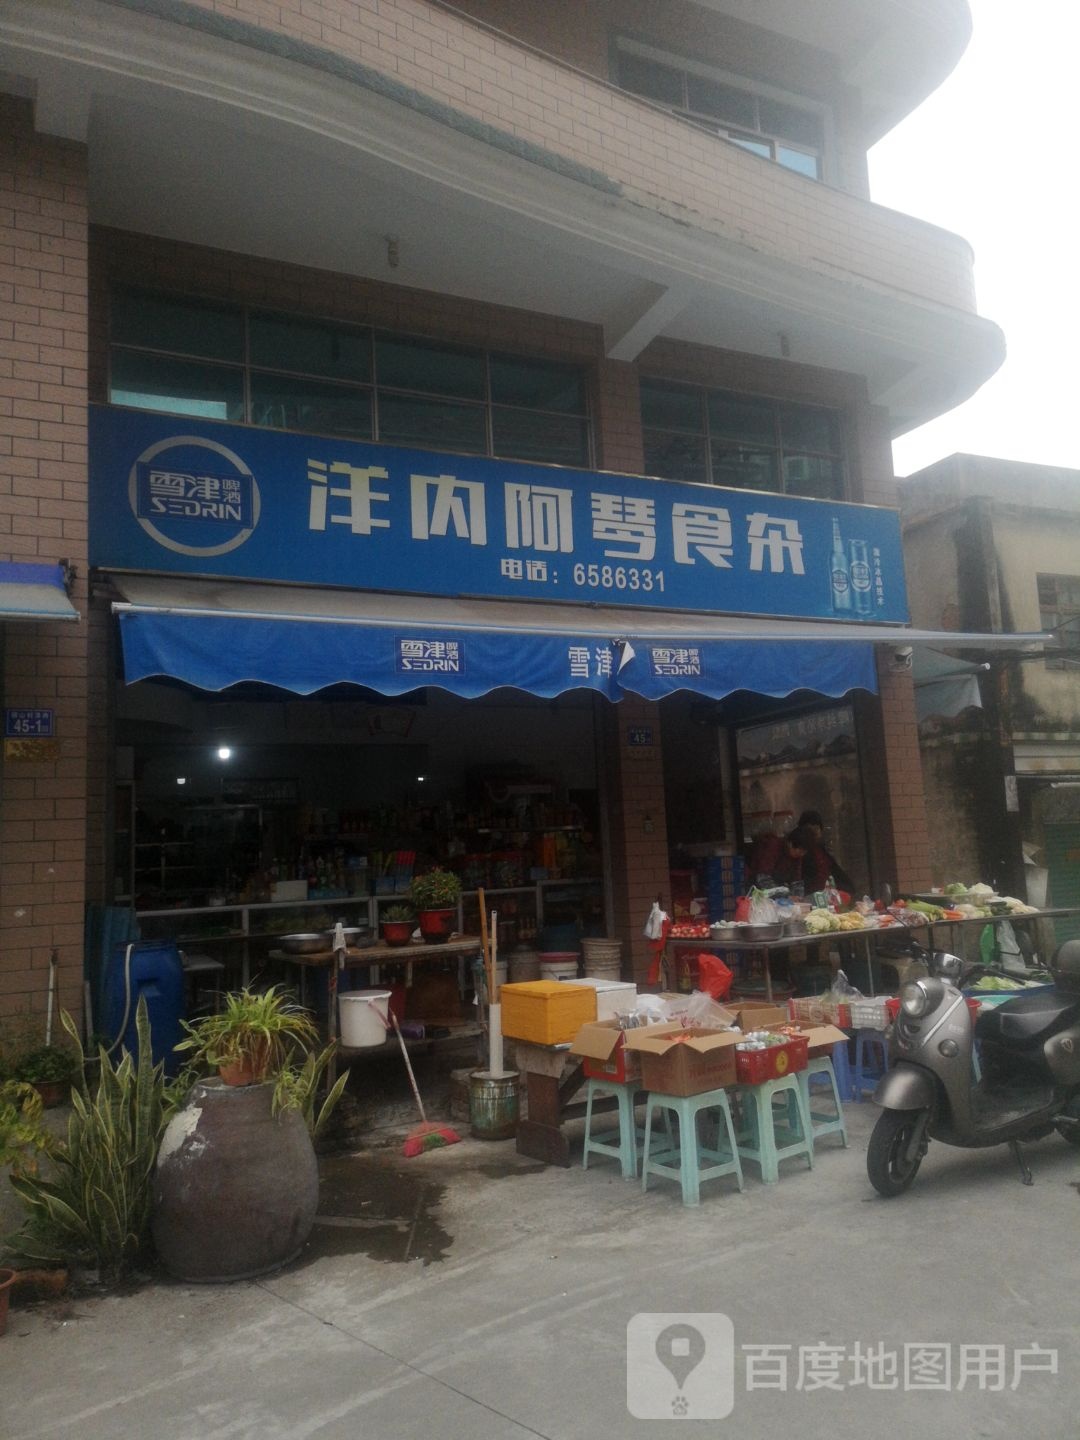 雪津啤酒
SEDRIN
洋内阿琴食杂
电话：6586331
雪津啤酒
SEDRIN
雪津
雪津啤酒
SEDRIN
45-1
45
百度地图用户